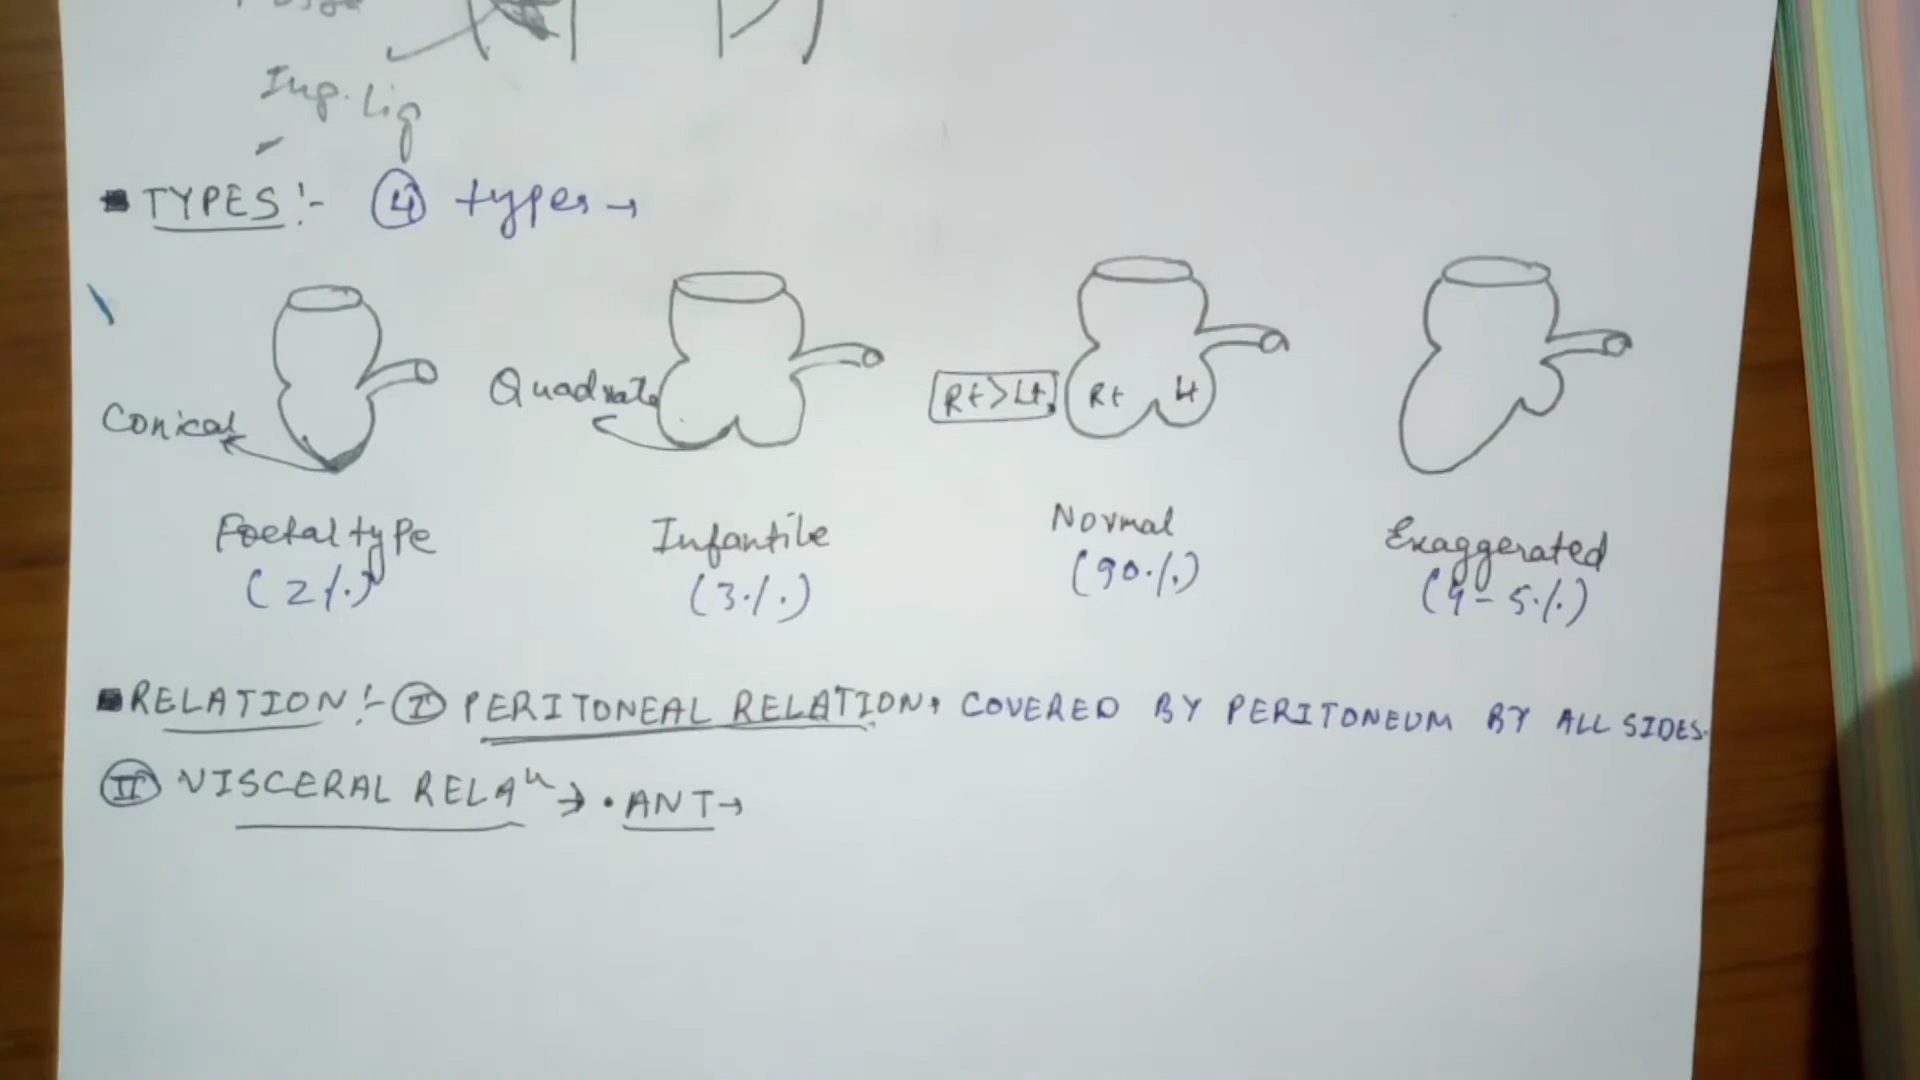 Ing. Lig
TYPES:- 4 types →
Conical
Quadrate
Rt>Lt.
Rt Lt
Foetal type
(2%)
Infantile
(3%)
Normal
(90%)
Exaggerated
(4-5%)
RELATION:- I PERITONEAL RELATION, COVERED BY PERITONEUM BY ALL SIDES.
II VISCERAL RELAn → • ANT →